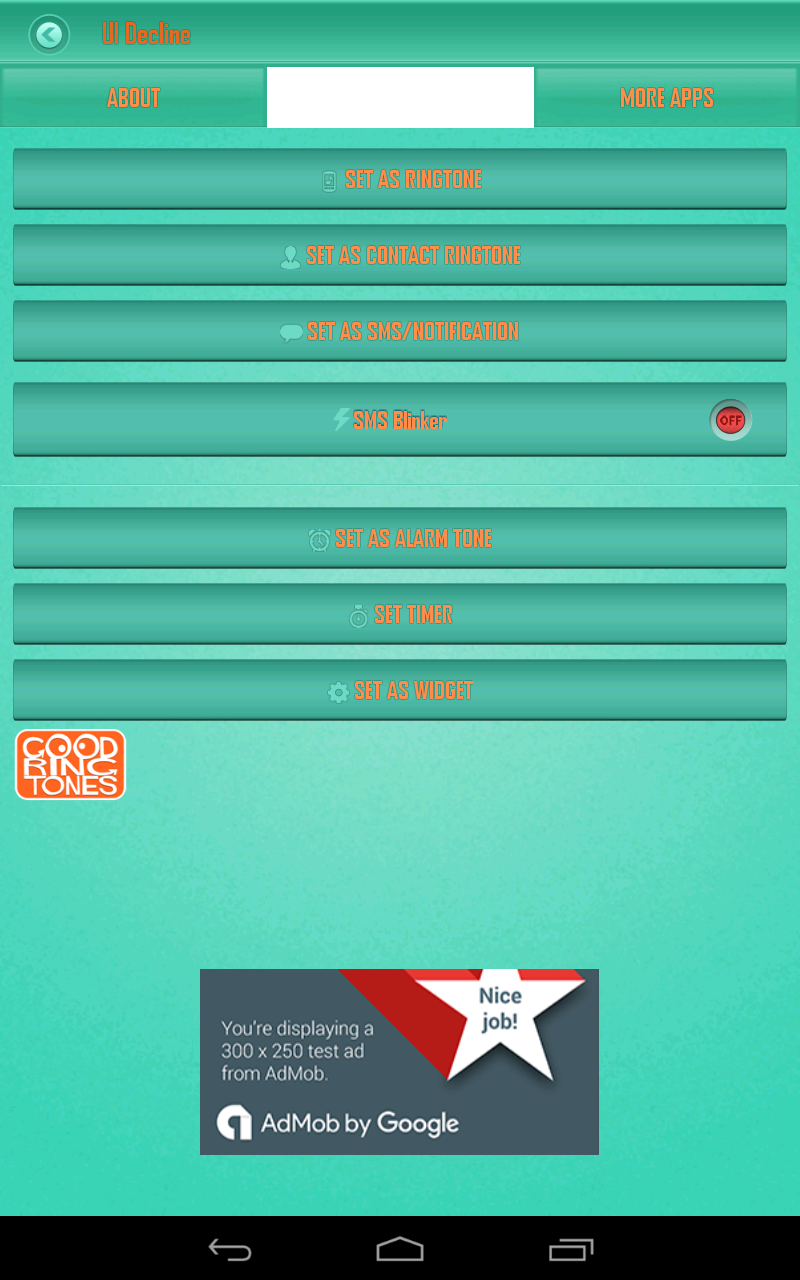 UI Decline
ABOUT
MORE APPS
SET AS RINGTONE
SET AS CONTACT RINGTONE
SET AS SMS/NOTIFICATION
SMS Blinker
OFF
SET AS ALARM TONE
SET TIMER
SET AS WIDGET
GOOD
RING
TONES
Nice
job!
You're displaying a
300 x 250 test ad
from AdMob.
AdMob by Google